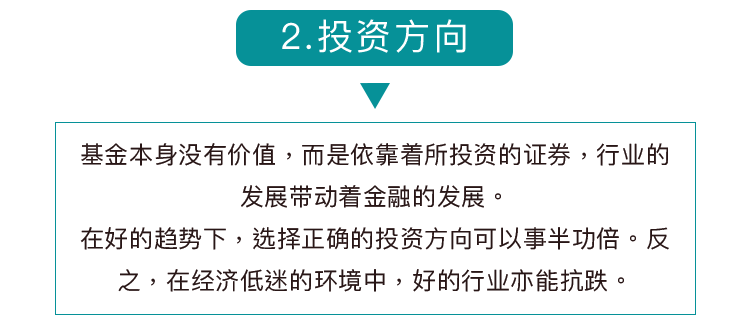 2.投资方向
基金本身没有价值，而是依靠着所投资的证券，行业的
发展带动着金融的发展。
在好的趋势下，选择正确的投资方向可以事半功倍。反
之，在经济低迷的环境中，好的行业亦能抗跌。